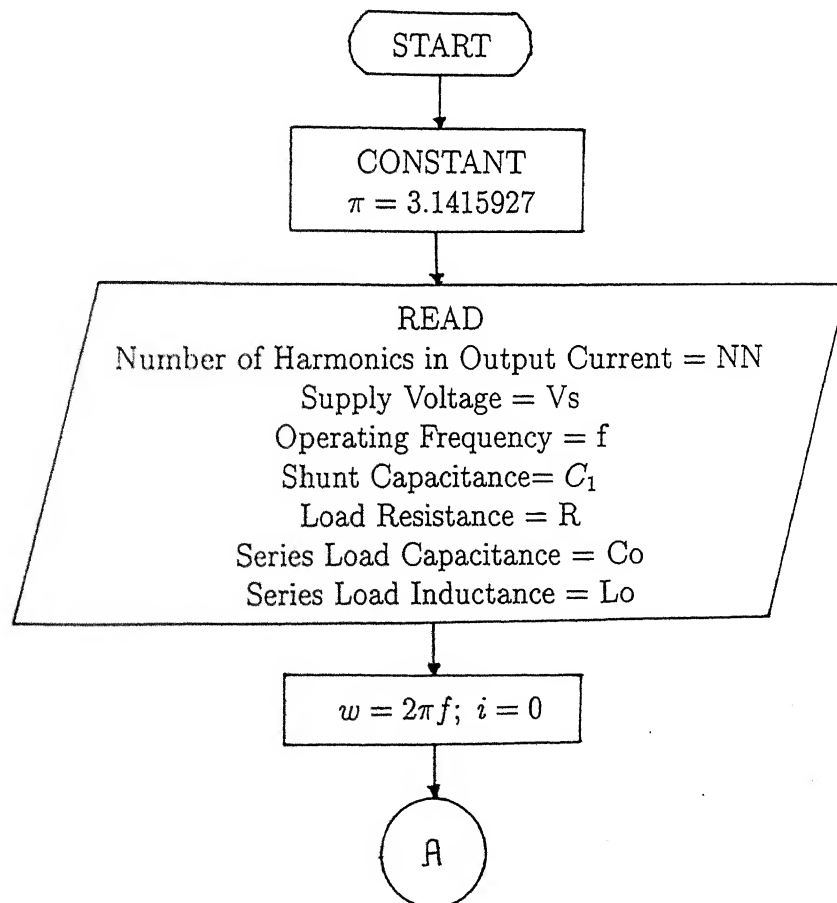 START
CONSTANT
π = 3.1415927
READ
Number of Harmonics in Output Current = NN
Supply Voltage = Vs
Operating Frequency = f
Shunt Capacitance= C₁
Load Resistance = R
Series Load Capacitance = Co
Series Load Inductance = Lo
w = 2πf; i = 0
A